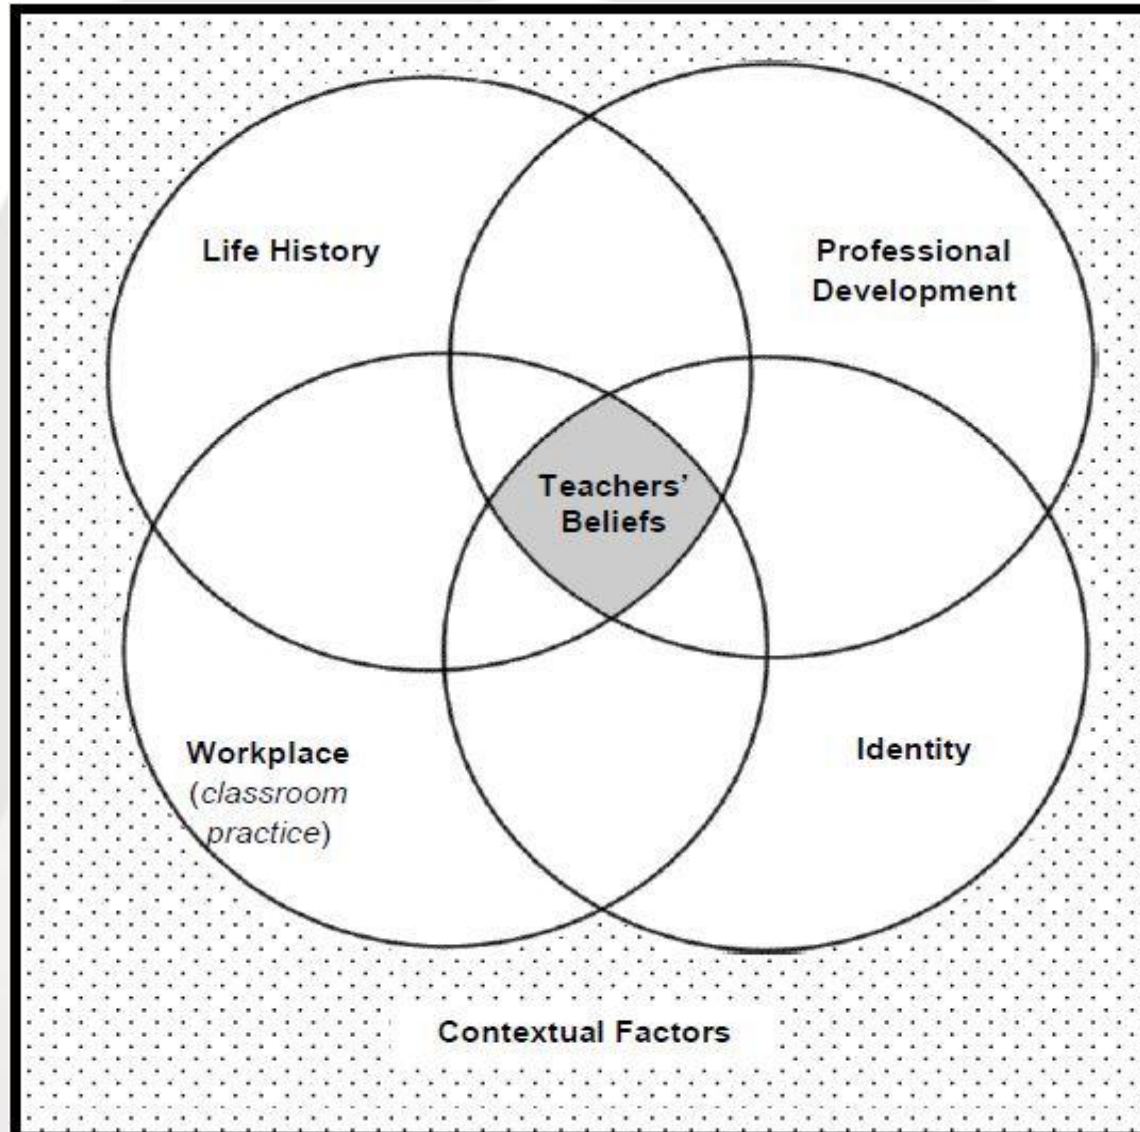 Life History
Professional
Development
Teachers’
Beliefs
Workplace
(classroom
practice)
Identity
Contextual Factors